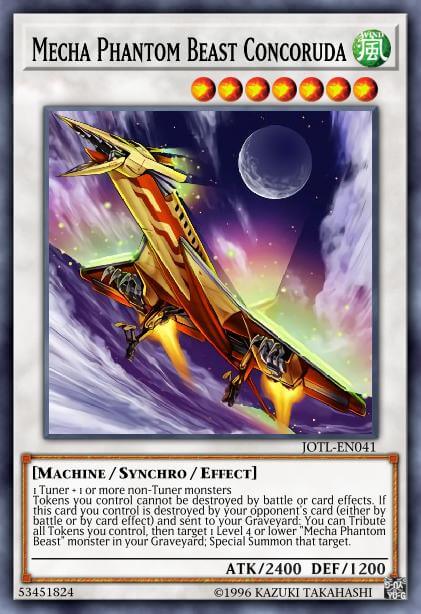 MECHA PHANTOM BEAST CONCORUDA
WIND
風
JOTL-EN041
[MACHINE / SYNCHRO / EFFECT]
1 Tuner + 1 or more non-Tuner monsters
Tokens you control cannot be destroyed by battle or card effects. If
this card you control is destroyed by your opponent's card (either by
battle or by card effect) and sent to your Graveyard: You can Tribute
all Tokens you control, then target 1 Level 4 or lower "Mecha Phantom
Beast" monster in your Graveyard; Special Summon that target.
ATK/2400 DEF/1200
53451824
©1996 KAZUKI TAKAHASHI